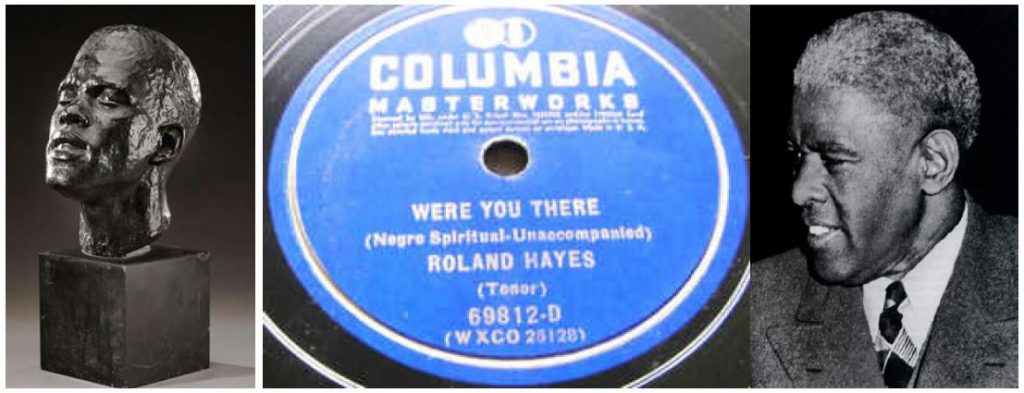 COLUMBIA
MASTERWORKS
WERE YOU THERE
(Negro Spiritual-Unaccompanied)
ROLAND HAYES
(Tenor)
69812-D
(WXCO 26128)